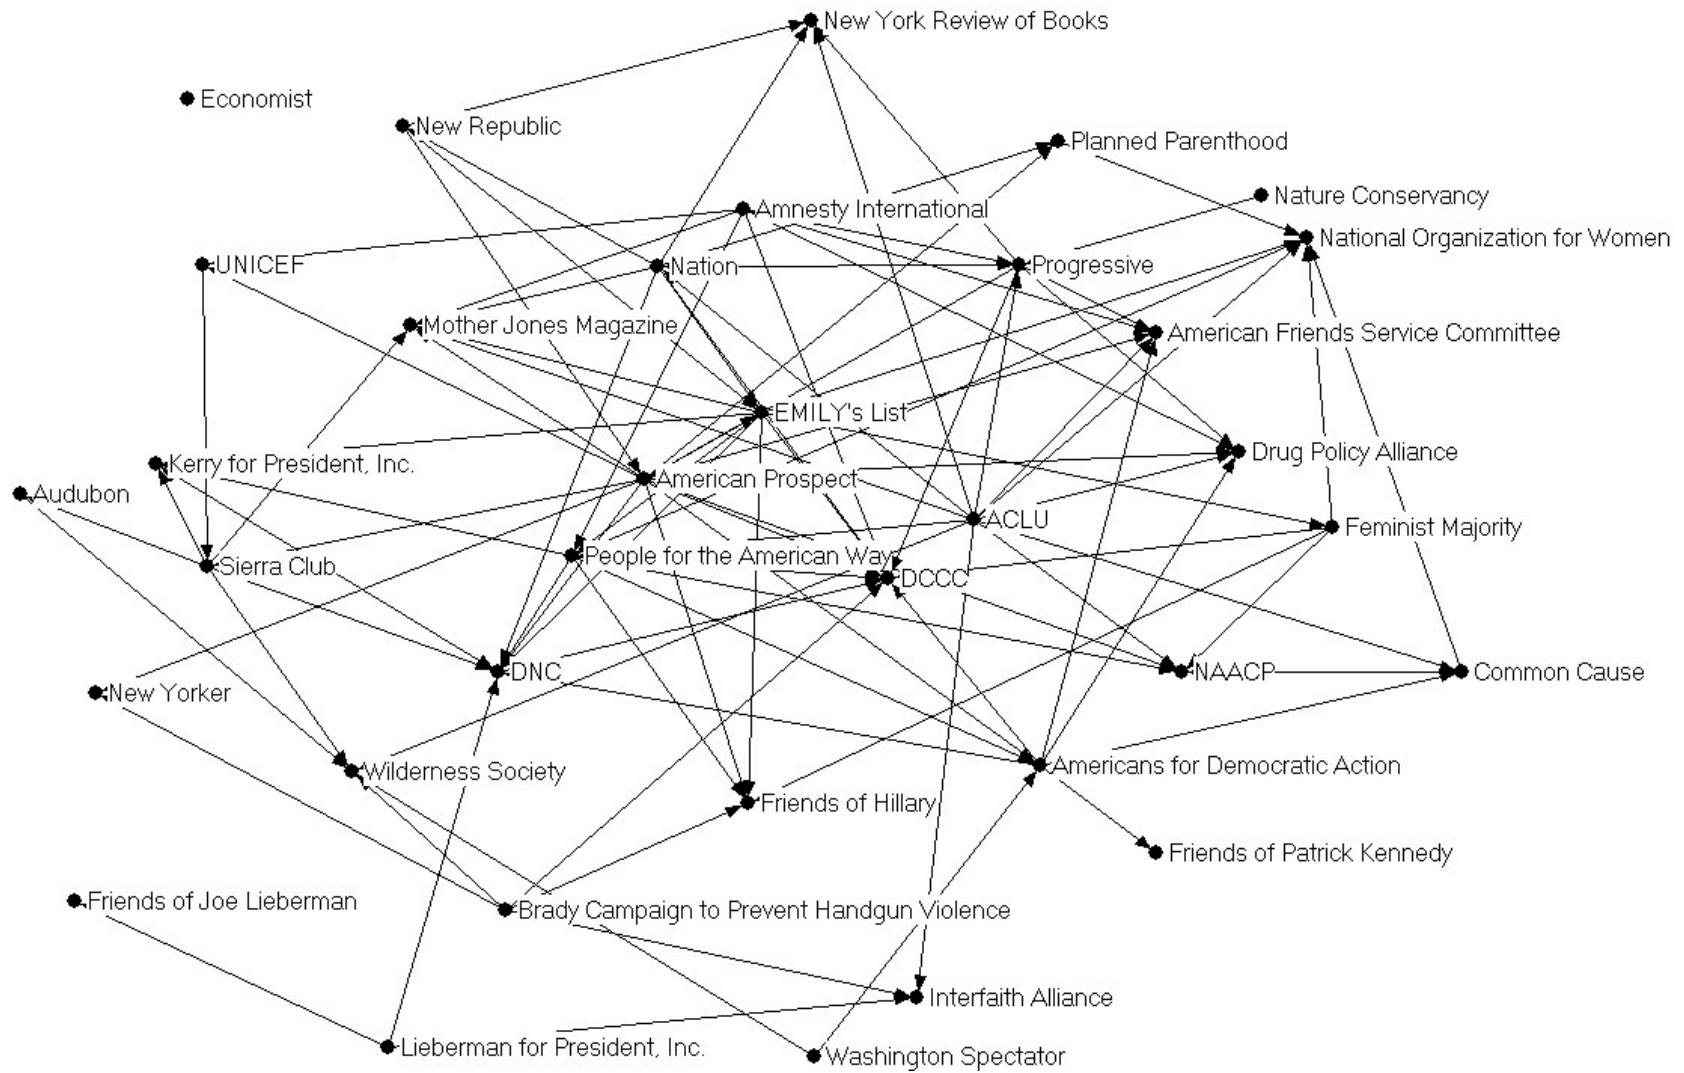 New York Review of Books
Economist
New Republic
Planned Parenthood
Nature Conservancy
Amnesty International
National Organization for Women
UNICEF
Nation
Progressive
Mother Jones Magazine
American Friends Service Committee
EMILY's List
Drug Policy Alliance
Kerry for President, Inc.
American Prospect
Audubon
ACLU
Feminist Majority
People for the American Way
Sierra Club
DCCC
DNC
NAACP
Common Cause
New Yorker
Americans for Democratic Action
Wilderness Society
Friends of Hillary
Friends of Patrick Kennedy
Friends of Joe Lieberman
Brady Campaign to Prevent Handgun Violence
Interfaith Alliance
Lieberman for President, Inc.
Washington Spectator